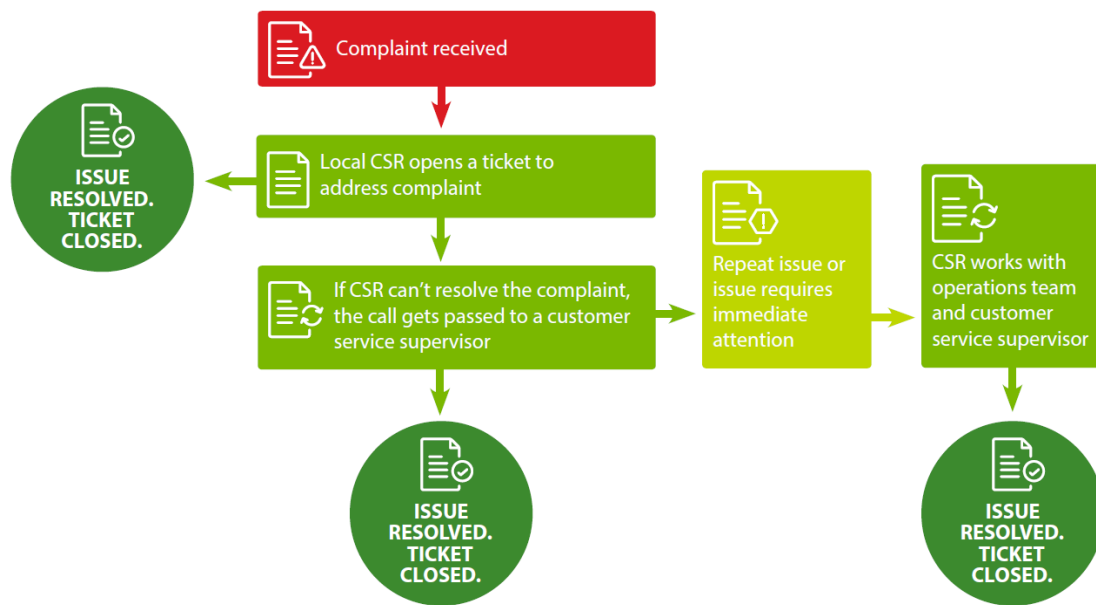 Complaint received
Local CSR opens a ticket to
address complaint
ISSUE
RESOLVED.
TICKET
CLOSED.
If CSR can’t resolve the complaint,
the call gets passed to a customer
service supervisor
Repeat issue or
issue requires
immediate
attention
CSR works with
operations team
and customer
service supervisor
ISSUE
RESOLVED.
TICKET
CLOSED.
ISSUE
RESOLVED.
TICKET
CLOSED.